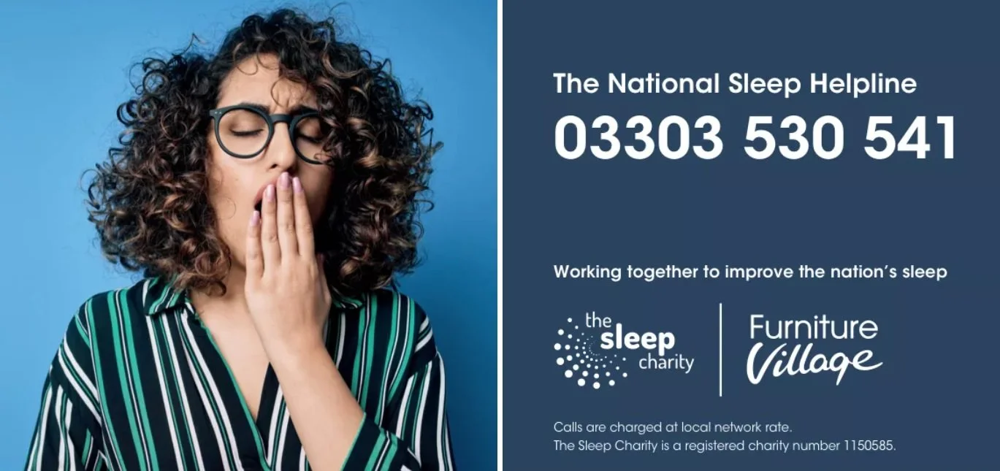 The National Sleep Helpline
03303 530 541
Working together to improve the nation’s sleep
the
sleep
charity
Furniture
Village
Calls are charged at local network rate.
The Sleep Charity is a registered charity number 1150585.